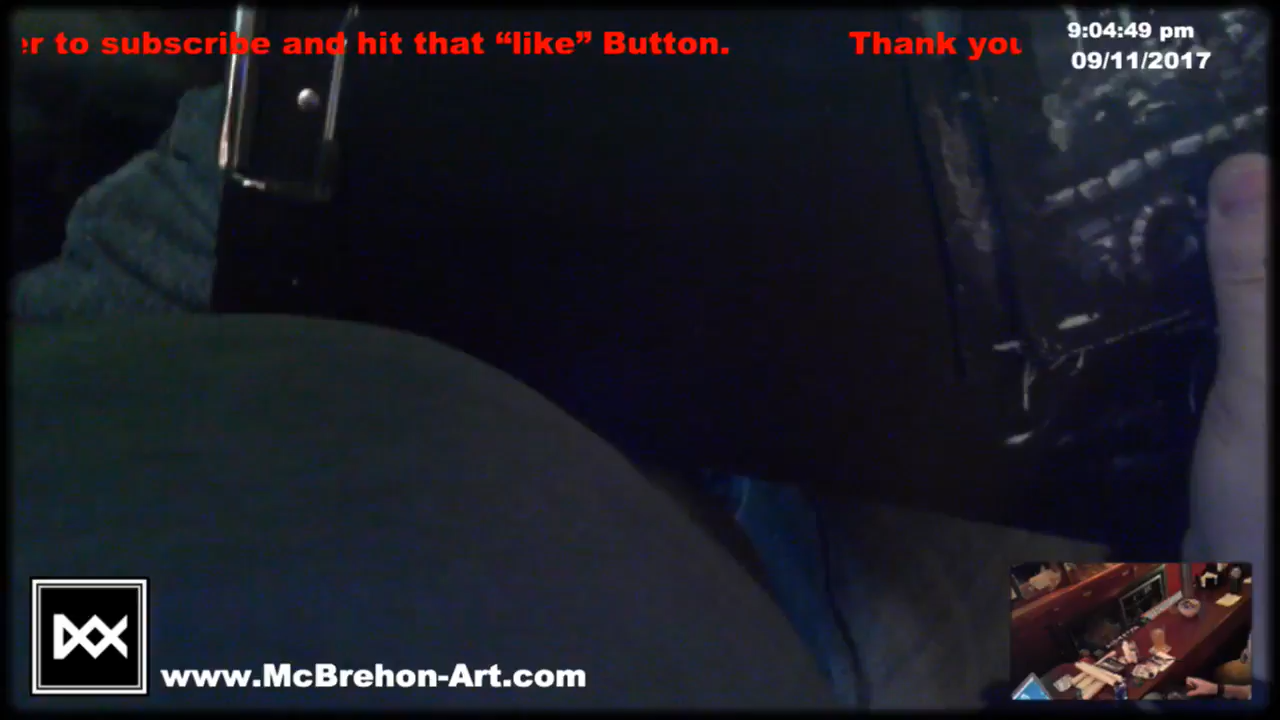 er to subscribe and hit that “like” Button. Thank you
9:04:49 pm
09/11/2017
www.McBrehon-Art.com